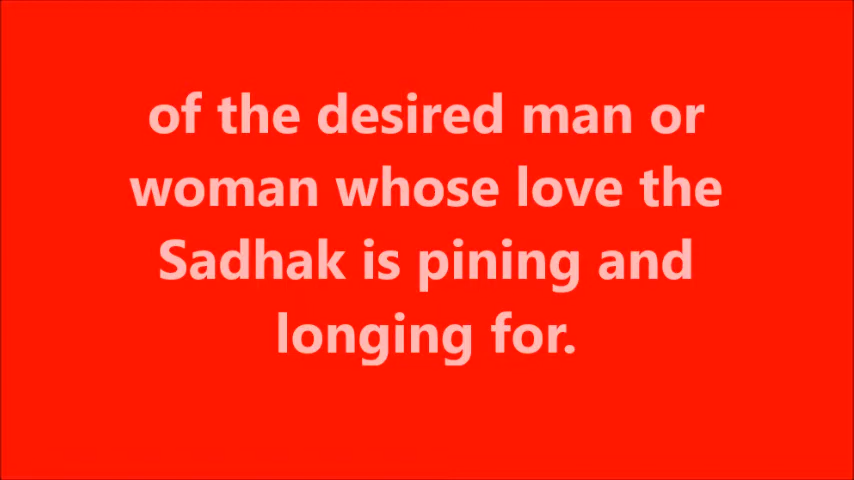 of the desired man or
woman whose love the
Sadhak is pining and
longing for.